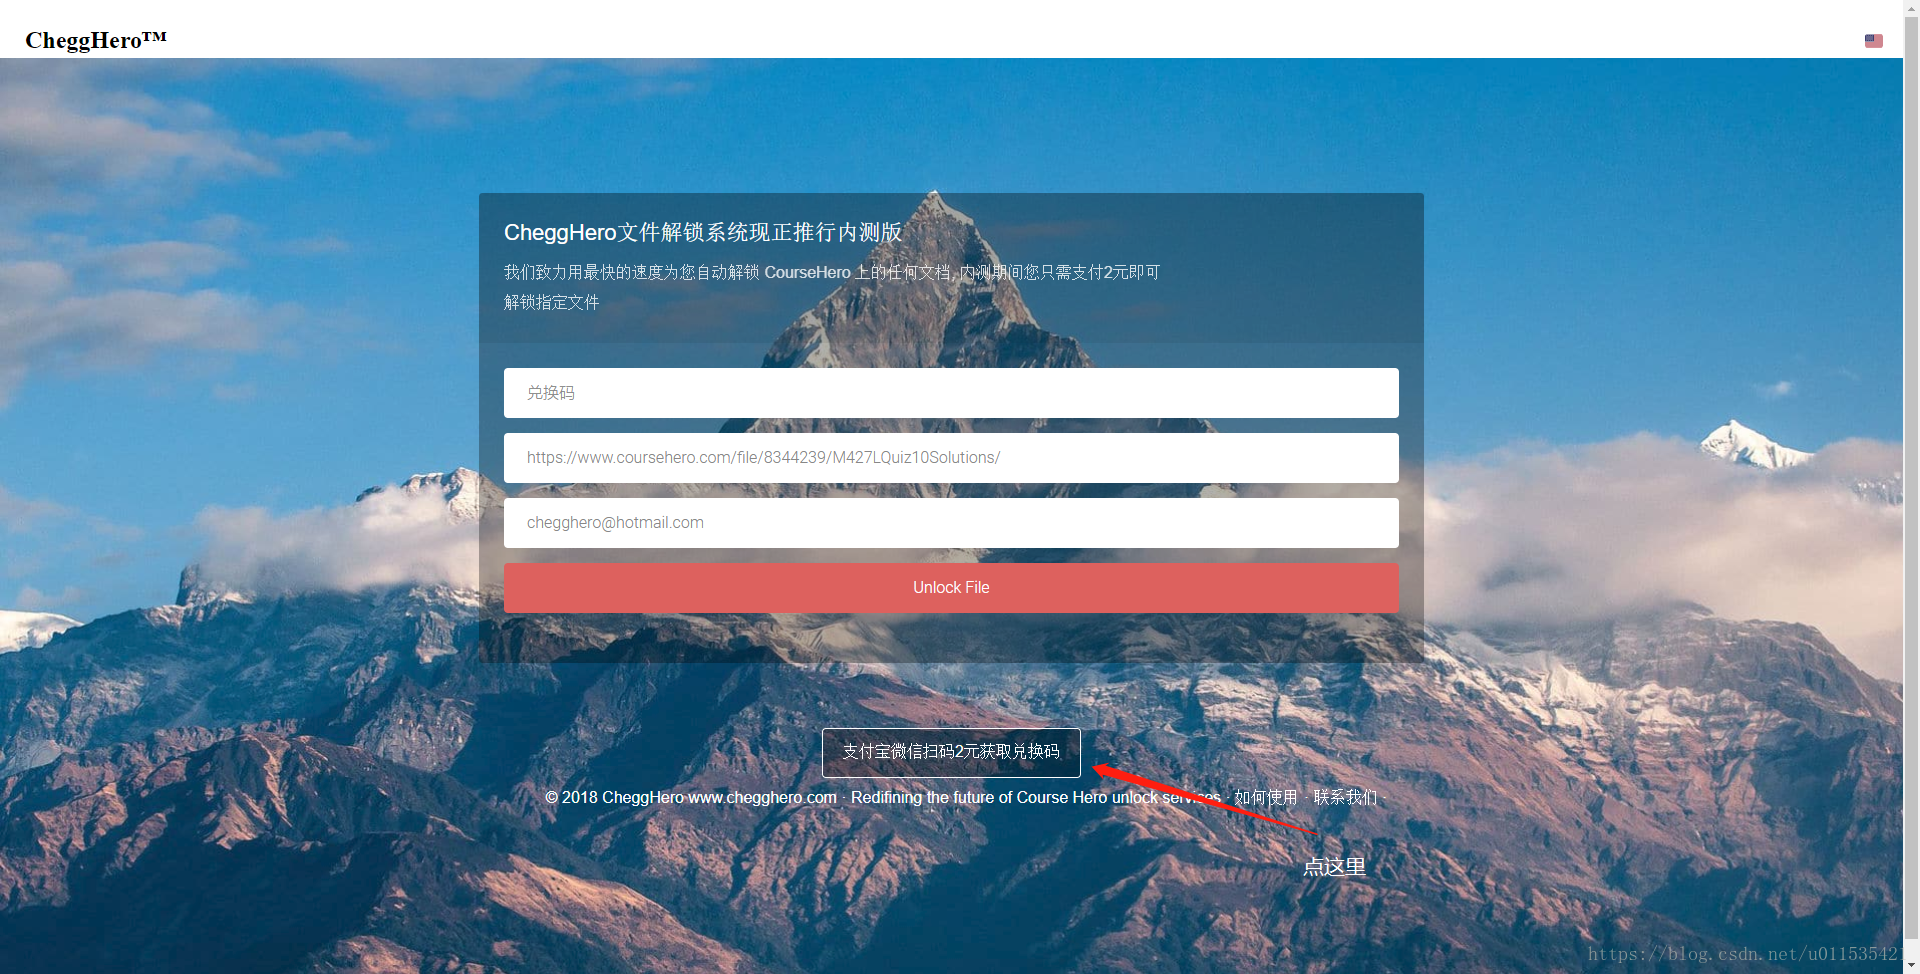 CheggHero™
CheggHero文件解锁系统现正推行内测版
我们致力用最快的速度为您自动解锁 CourseHero 上的任何文档, 内测期间您只需支付2元即可
解锁指定文件
兑换码
https://www.coursehero.com/file/8344239/M427LQuiz10Solutions/
chegghero@hotmail.com
Unlock File
支付宝微信扫码2元获取兑换码
© 2018 CheggHero www.chegghero.com · Redifining the future of Course Hero unlock services · 如何使用 · 联系我们
点这里
https://blog.csdn.net/u01153542